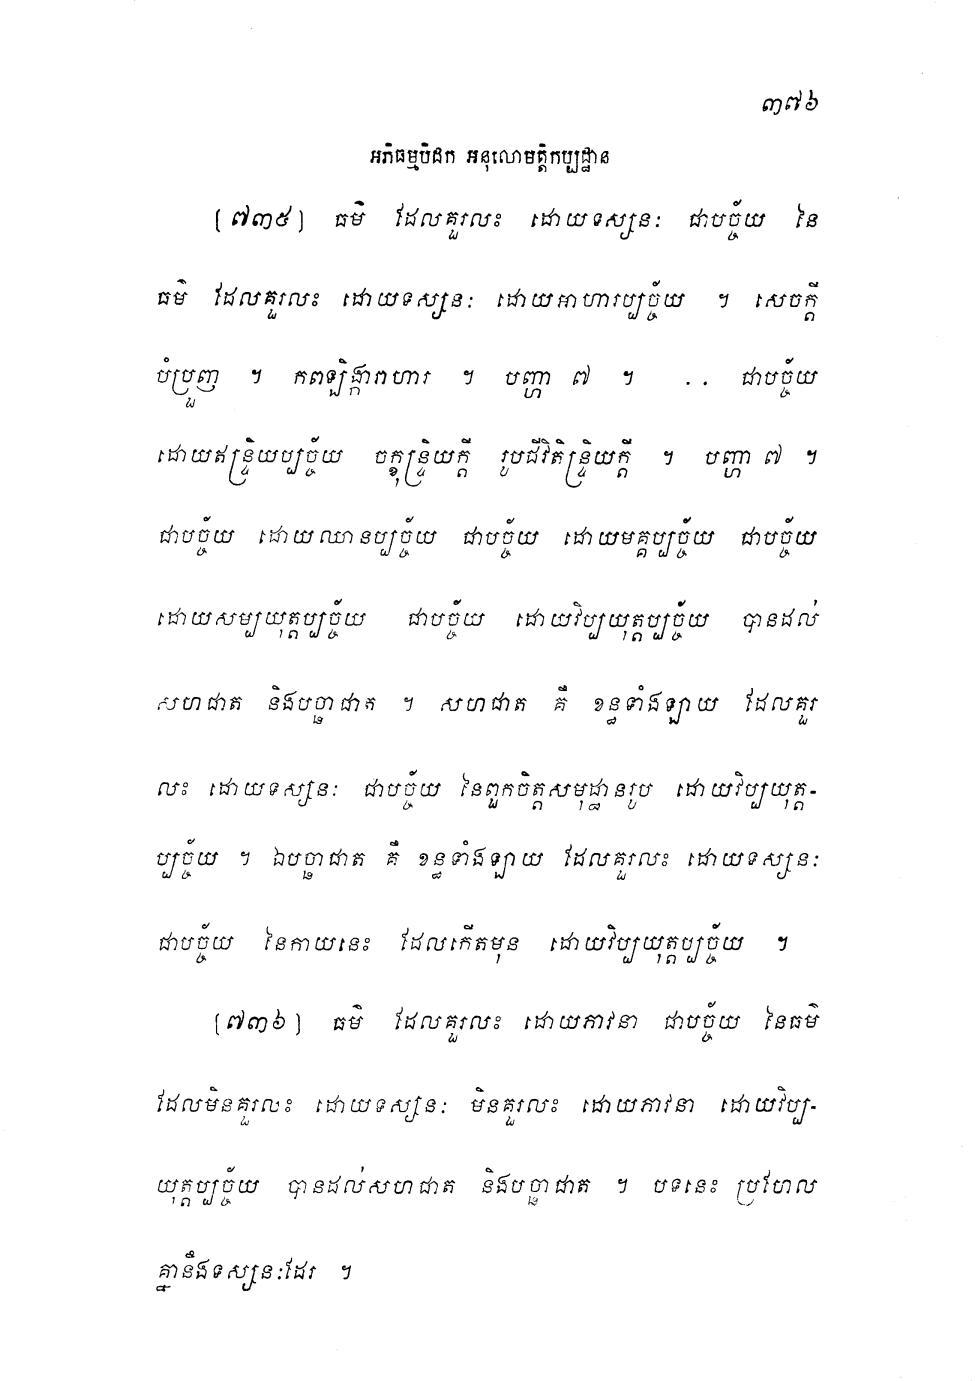 ៣៧៦
អភិធម្មបិដក អនុលោមត្តិកប្បដ្ឋាន
[៧៣៥] ធម៌ ដែលគួរលះ ដោយទស្សនៈ ជាបច្ច័យ នៃ
ធម៌ ដែលគួរលះ ដោយទស្សនៈ ដោយអាហារប្បច្ច័យ ។ សេចក្តី
បំប្រួញ ។ កពឡិង្ការាហារ ។ បញ្ហា ៧ ។ .. ជាបច្ច័យ
ដោយឥន្ទ្រិយប្បច្ច័យ ចក្ខុន្ទ្រិយក្តី រូបជីវិតិន្ទ្រិយក្តី ។ បញ្ហា ៧ ។
ជាបច្ច័យ ដោយឈានប្បច្ច័យ ជាបច្ច័យ ដោយមគ្គប្បច្ច័យ ជាបច្ច័យ
ដោយសម្បយុត្តប្បច្ច័យ ជាបច្ច័យ ដោយវិប្បយុត្តប្បច្ច័យ បានដល់
សហជាត និងបច្ឆាជាត ។ សហជាត គឺ ខន្ធទាំងឡាយ ដែលគួរ
លះ ដោយទស្សនៈ ជាបច្ច័យ នៃពួកចិត្តសមុដ្ឋានរូប ដោយវិប្បយុត្ត-
ប្បច្ច័យ ។ ឯបច្ឆាជាត គឺ ខន្ធទាំងឡាយ ដែលគួរលះ ដោយទស្សនៈ
ជាបច្ច័យ នៃកាយនេះ ដែលកើតមុន ដោយវិប្បយុត្តប្បច្ច័យ ។
[៧៣៦] ធម៌ ដែលគួរលះ ដោយភាវនា ជាបច្ច័យ នៃធម៌
ដែលមិនគួរលះ ដោយទស្សនៈ មិនគួរលះ ដោយភាវនា ដោយវិប្ប-
យុត្តប្បច្ច័យ បានដល់សហជាត និងបច្ឆាជាត ។ បទនេះ ប្រហែល
គ្នានឹងទស្សនៈដែរ ។